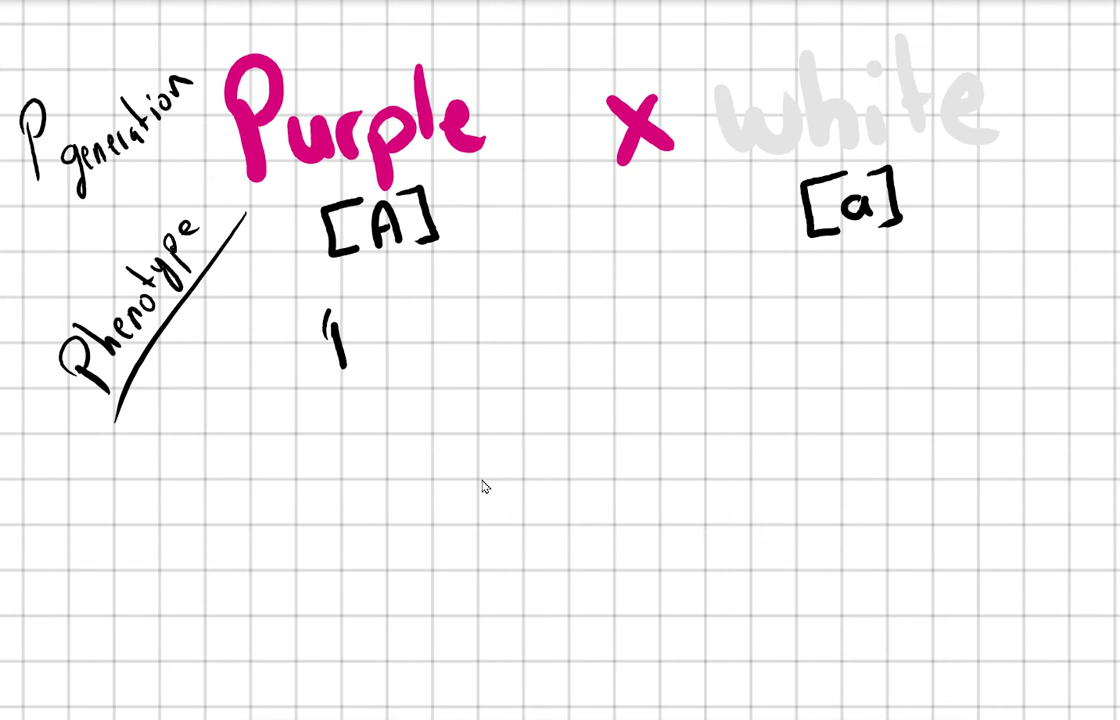 P generation
Purple x white
[A] [a]
Phenotype